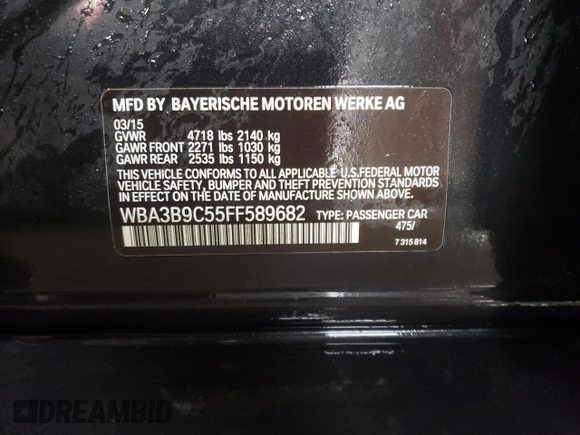 MFD BY BAYERISCHE MOTOREN WERKE AG
03/15
GVWR 4718 lbs 2140 kg
GAWR FRONT 2271 lbs 1030 kg
GAWR REAR 2535 lbs 1150 kg
THIS VEHICLE CONFORMS TO ALL APPLICABLE U.S.FEDERAL MOTOR
VEHICLE SAFETY, BUMPER AND THEFT PREVENTION STANDARDS
IN EFFECT ON THE DATE OF MANUFACTURE SHOWN ABOVE.
WBA3B9C55FF589682 TYPE: PASSENGER CAR
475/
7 315 814
DREAMBID